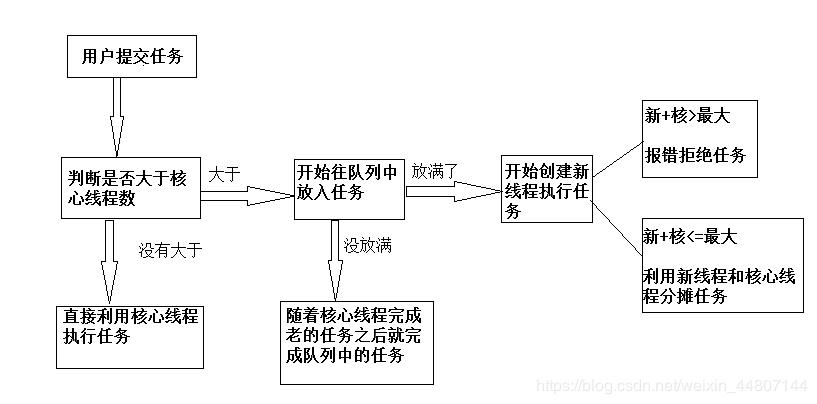 用户提交任务
判断是否大于核
心线程数
大于
开始往队列中
放入任务
放满了
开始创建新
线程执行任
务
新+核>最大
报错拒绝任务
新+核<=最大
利用新线程和核心线
程分摊任务
没有大于
没放满
直接利用核心线程
执行任务
随着核心线程完成
老的任务之后就完
成队列中的任务
https://blog.csdn.net/weixin_44807144